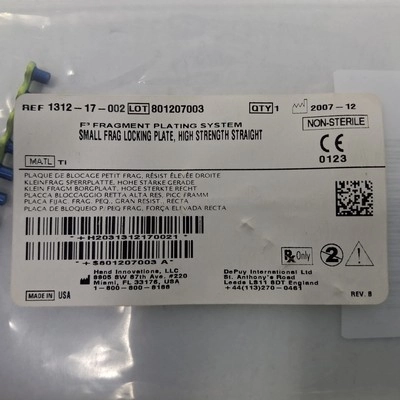 REF 1312-17-002 LOT 801207003 QTY 1 2007-12
F³ FRAGMENT PLATING SYSTEM
SMALL FRAG LOCKING PLATE, HIGH STRENGTH STRAIGHT
NON-STERILE
CE
0123
MATL TI
PLAQUE DE BLOCAGE PETIT FRAG, RÉSIST ÉLEVÉE DROITE
KLEINFRAG SPERRPLATTE, HOHE STÄRKE GERADE
KLEIN FRAGM BORGPLAAT, HOGE STERKTE RECHT
PLACA BLOCCAGGIO RETTA ALTA RES, PICC FRAMM
PLACA FIJAC. FRAG. PEQ., GRAN RESIST., RECTA
PLACA DE BLOQUEIO P/ PEQ FRAG, FORÇA ELEVADA RECTA
+H2031312170021
+$801207003 A
Hand Innovations, LLC
8905 SW 87th Ave, #220
Miami, FL 33176, USA
1-800-800-8188
Rx Only
2
DePuy International Ltd
St. Anthony's Road
Leeds LS11 8DT England
+44(113)270-0461
MADE IN USA
REV. B